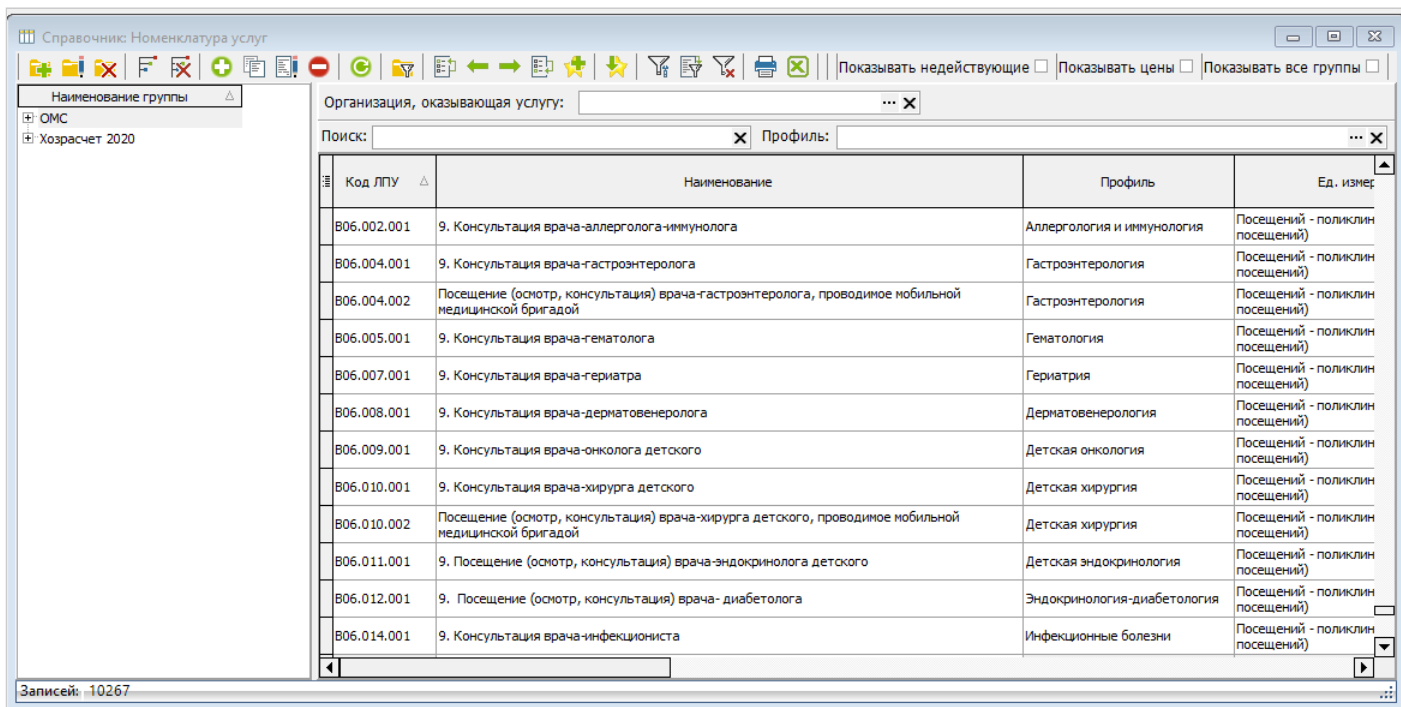 Справочник: Номенклатура услуг
Показывать недействующие Показывать цены Показывать все группы
Наименование группы
ОМС
Хозрасчет 2020
Организация, оказывающая услугу:
Поиск: Профиль:
Код ЛПУ Наименование Профиль Ед. измер
B06.002.001 9. Консультация врача-аллерголога-иммунолога Аллергология и иммунология Посещений - поликлин
посещений)
B06.004.001 9. Консультация врача-гастроэнтеролога Гастроэнтерология Посещений - поликлин
посещений)
B06.004.002 Посещение (осмотр, консультация) врача-гастроэнтеролога, проводимое мобильной
медицинской бригадой Гастроэнтерология Посещений - поликлин
посещений)
B06.005.001 9. Консультация врача-гематолога Гематология Посещений - поликлин
посещений)
B06.007.001 9. Консультация врача-гериатра Гериатрия Посещений - поликлин
посещений)
B06.008.001 9. Консультация врача-дерматовенеролога Дерматовенерология Посещений - поликлин
посещений)
B06.009.001 9. Консультация врача-онколога детского Детская онкология Посещений - поликлин
посещений)
B06.010.001 9. Консультация врача-хирурга детского Детская хирургия Посещений - поликлин
посещений)
B06.010.002 Посещение (осмотр, консультация) врача-хирурга детского, проводимое мобильной
медицинской бригадой Детская хирургия Посещений - поликлин
посещений)
B06.011.001 9. Посещение (осмотр, консультация) врача-эндокринолога детского Детская эндокринология Посещений - поликлин
посещений)
B06.012.001 9. Посещение (осмотр, консультация) врача- диабетолога Эндокринология-диабетология Посещений - поликлин
посещений)
B06.014.001 9. Консультация врача-инфекциониста Инфекционные болезни Посещений - поликлин
посещений)
Записей: 10267